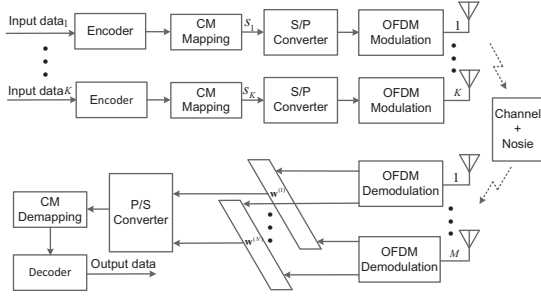 Input data1
Encoder
CM
Mapping
S1
S/P
Converter
OFDM
Modulation
1
Input dataK
Encoder
CM
Mapping
SK
S/P
Converter
OFDM
Modulation
K
Channel
+
Nosie
CM
Demapping
P/S
Converter
w(1)
OFDM
Demodulation
1
Decoder
Output data
w(N)
OFDM
Demodulation
M